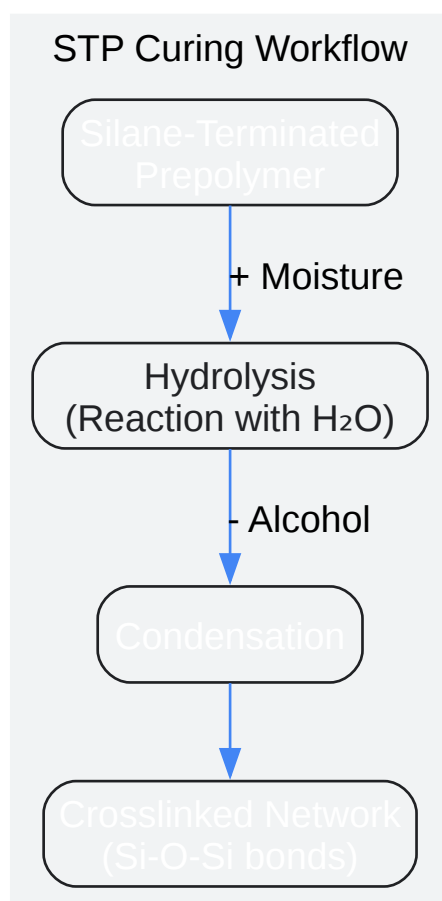 STP Curing Workflow
Silane-Terminated
Prepolymer
+ Moisture
Hydrolysis
(Reaction with H₂O)
- Alcohol
Condensation
Crosslinked Network
(Si-O-Si bonds)